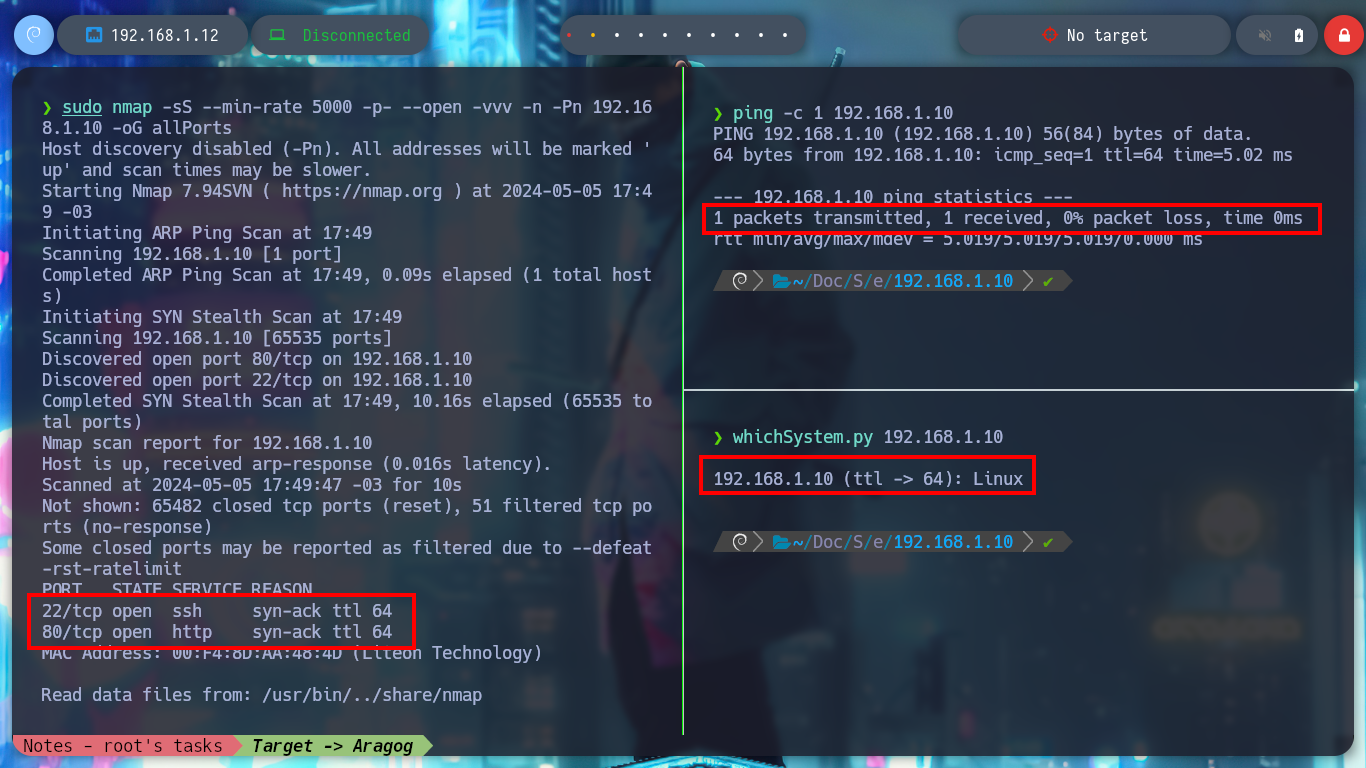 192.168.1.12
Disconnected
No target
❯ sudo nmap -sS --min-rate 5000 -p- --open -vvv -n -Pn 192.16
8.1.10 -oG allPorts
Host discovery disabled (-Pn). All addresses will be marked '
up' and scan times may be slower.
Starting Nmap 7.94SVN ( https://nmap.org ) at 2024-05-05 17:4
9 -03
Initiating ARP Ping Scan at 17:49
Scanning 192.168.1.10 [1 port]
Completed ARP Ping Scan at 17:49, 0.09s elapsed (1 total host
s)
Initiating SYN Stealth Scan at 17:49
Scanning 192.168.1.10 [65535 ports]
Discovered open port 80/tcp on 192.168.1.10
Discovered open port 22/tcp on 192.168.1.10
Completed SYN Stealth Scan at 17:49, 10.16s elapsed (65535 to
tal ports)
Nmap scan report for 192.168.1.10
Host is up, received arp-response (0.016s latency).
Scanned at 2024-05-05 17:49:47 -03 for 10s
Not shown: 65482 closed tcp ports (reset), 51 filtered tcp po
rts (no-response)
Some closed ports may be reported as filtered due to --defeat
-rst-ratelimit
PORT   STATE SERVICE REASON
22/tcp open  ssh     syn-ack ttl 64
80/tcp open  http    syn-ack ttl 64
MAC Address: 00:F4:8D:AA:48:4D (Liteon Technology)
Read data files from: /usr/bin/../share/nmap
❯ ping -c 1 192.168.1.10
PING 192.168.1.10 (192.168.1.10) 56(84) bytes of data.
64 bytes from 192.168.1.10: icmp_seq=1 ttl=64 time=5.02 ms
--- 192.168.1.10 ping statistics ---
1 packets transmitted, 1 received, 0% packet loss, time 0ms
rtt min/avg/max/mdev = 5.019/5.019/5.019/0.000 ms
~/Doc/S/e/192.168.1.10 ✔
❯ whichSystem.py 192.168.1.10
192.168.1.10 (ttl -> 64): Linux
~/Doc/S/e/192.168.1.10 ✔
Notes - root's tasks
Target -> Aragog